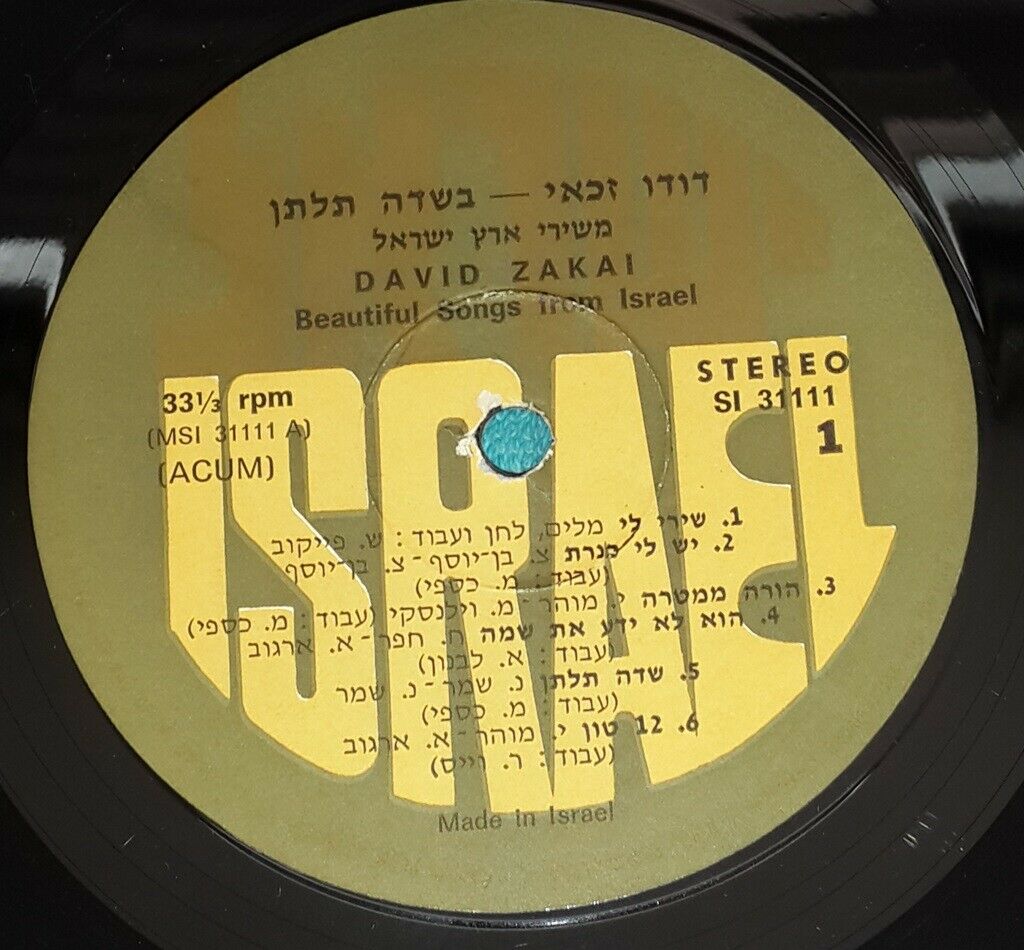 דודו זכאי — בשדה תלתן
משירי ארץ ישראל
DAVID ZAKAI
Beautiful Songs from Israel
ISRAEL
33⅓ rpm
(MSI 31111 A)
(ACUM)
STEREO
SI 31111
1
1. שירי לי מלים, לחן ועבוד: ש. פייקוב
2. יש לי כנרת צ. בן־יוסף - צ. בן־יוסף
(עבוד: מ. כספי)
3. הורה ממטרה י. מוהר - מ. וילנסקי (עבוד: מ. כספי)
4. הוא לא ידע את שמה ח. חפר - א. ארגוב
(עבוד: א. לבנון)
5. שדה תלתן נ. שמר - נ. שמר
(עבוד: מ. כספי)
6. 12 טון י. מוהר - א. ארגוב
(עבוד: ר. וייס)
Made in Israel